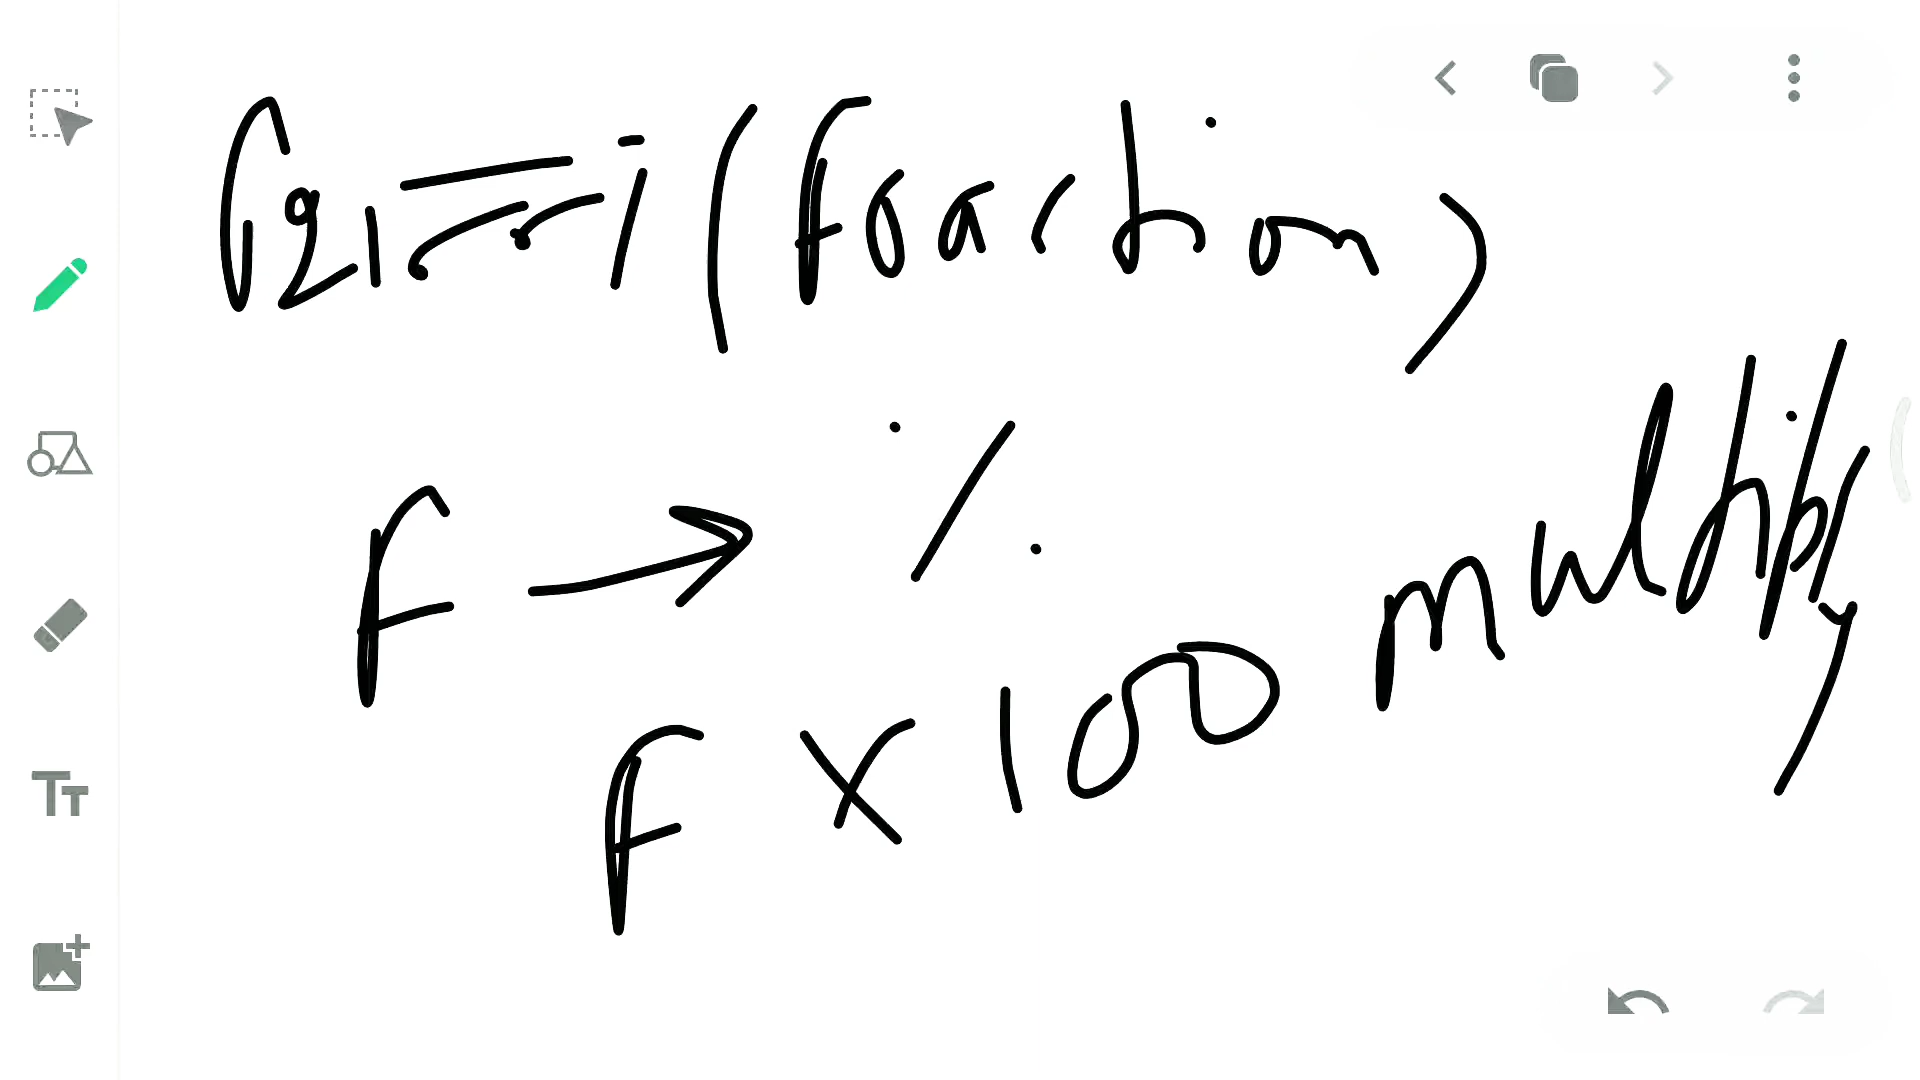 (Fraction)
F → %
F × 100 multiply